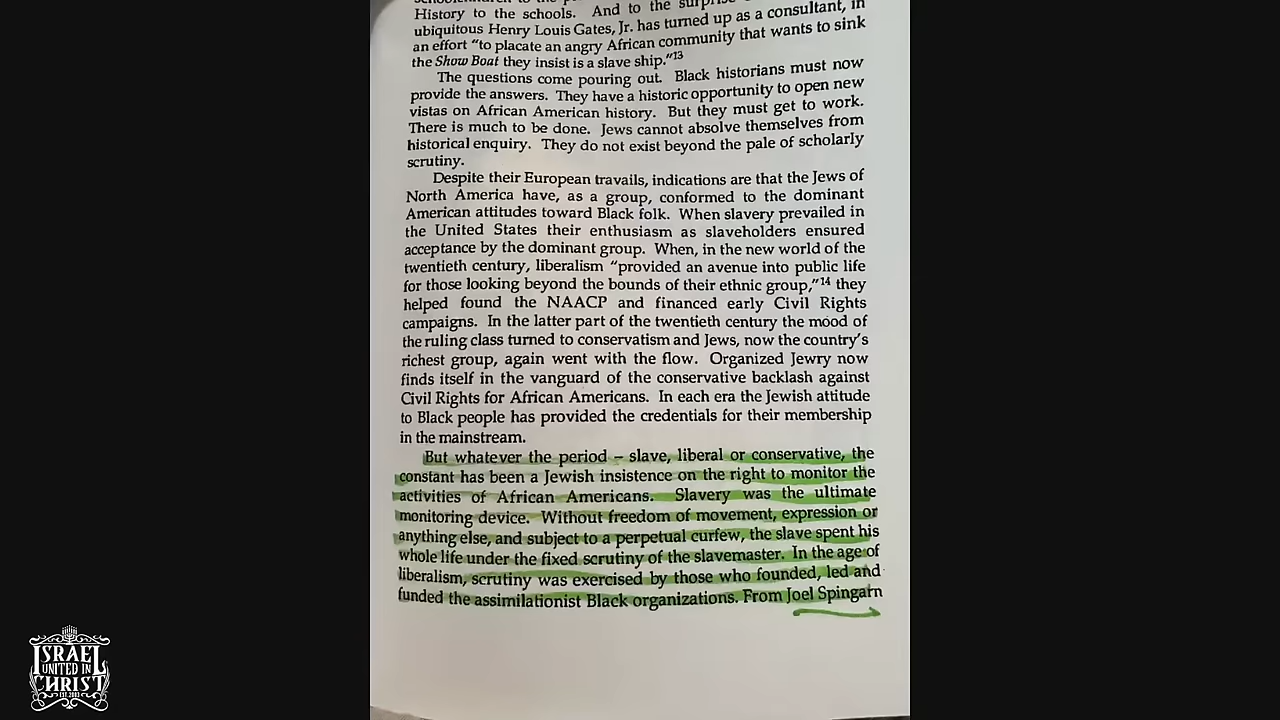 History to the schools. And to the surprise
ubiquitous Henry Louis Gates, Jr. has turned up as a consultant, in
an effort “to placate an angry African community that wants to sink
the Show Boat they insist is a slave ship.”13
The questions come pouring out. Black historians must now
provide the answers. They have a historic opportunity to open new
vistas on African American history. But they must get to work.
There is much to be done. Jews cannot absolve themselves from
historical enquiry. They do not exist beyond the pale of scholarly
scrutiny.
Despite their European travails, indications are that the Jews of
North America have, as a group, conformed to the dominant
American attitudes toward Black folk. When slavery prevailed in
the United States their enthusiasm as slaveholders ensured
acceptance by the dominant group. When, in the new world of the
twentieth century, liberalism “provided an avenue into public life
for those looking beyond the bounds of their ethnic group,”14 they
helped found the NAACP and financed early Civil Rights
campaigns. In the latter part of the twentieth century the mood of
the ruling class turned to conservatism and Jews, now the country's
richest group, again went with the flow. Organized Jewry now
finds itself in the vanguard of the conservative backlash against
Civil Rights for African Americans. In each era the Jewish attitude
to Black people has provided the credentials for their membership
in the mainstream.
But whatever the period – slave, liberal or conservative, the
constant has been a Jewish insistence on the right to monitor the
activities of African Americans. Slavery was the ultimate
monitoring device. Without freedom of movement, expression or
anything else, and subject to a perpetual curfew, the slave spent his
whole life under the fixed scrutiny of the slavemaster. In the age of
liberalism, scrutiny was exercised by those who founded, led and
funded the assimilationist Black organizations. From Joel Spingarn
ISRAEL
UNITED IN
CHRIST
EST. 2003